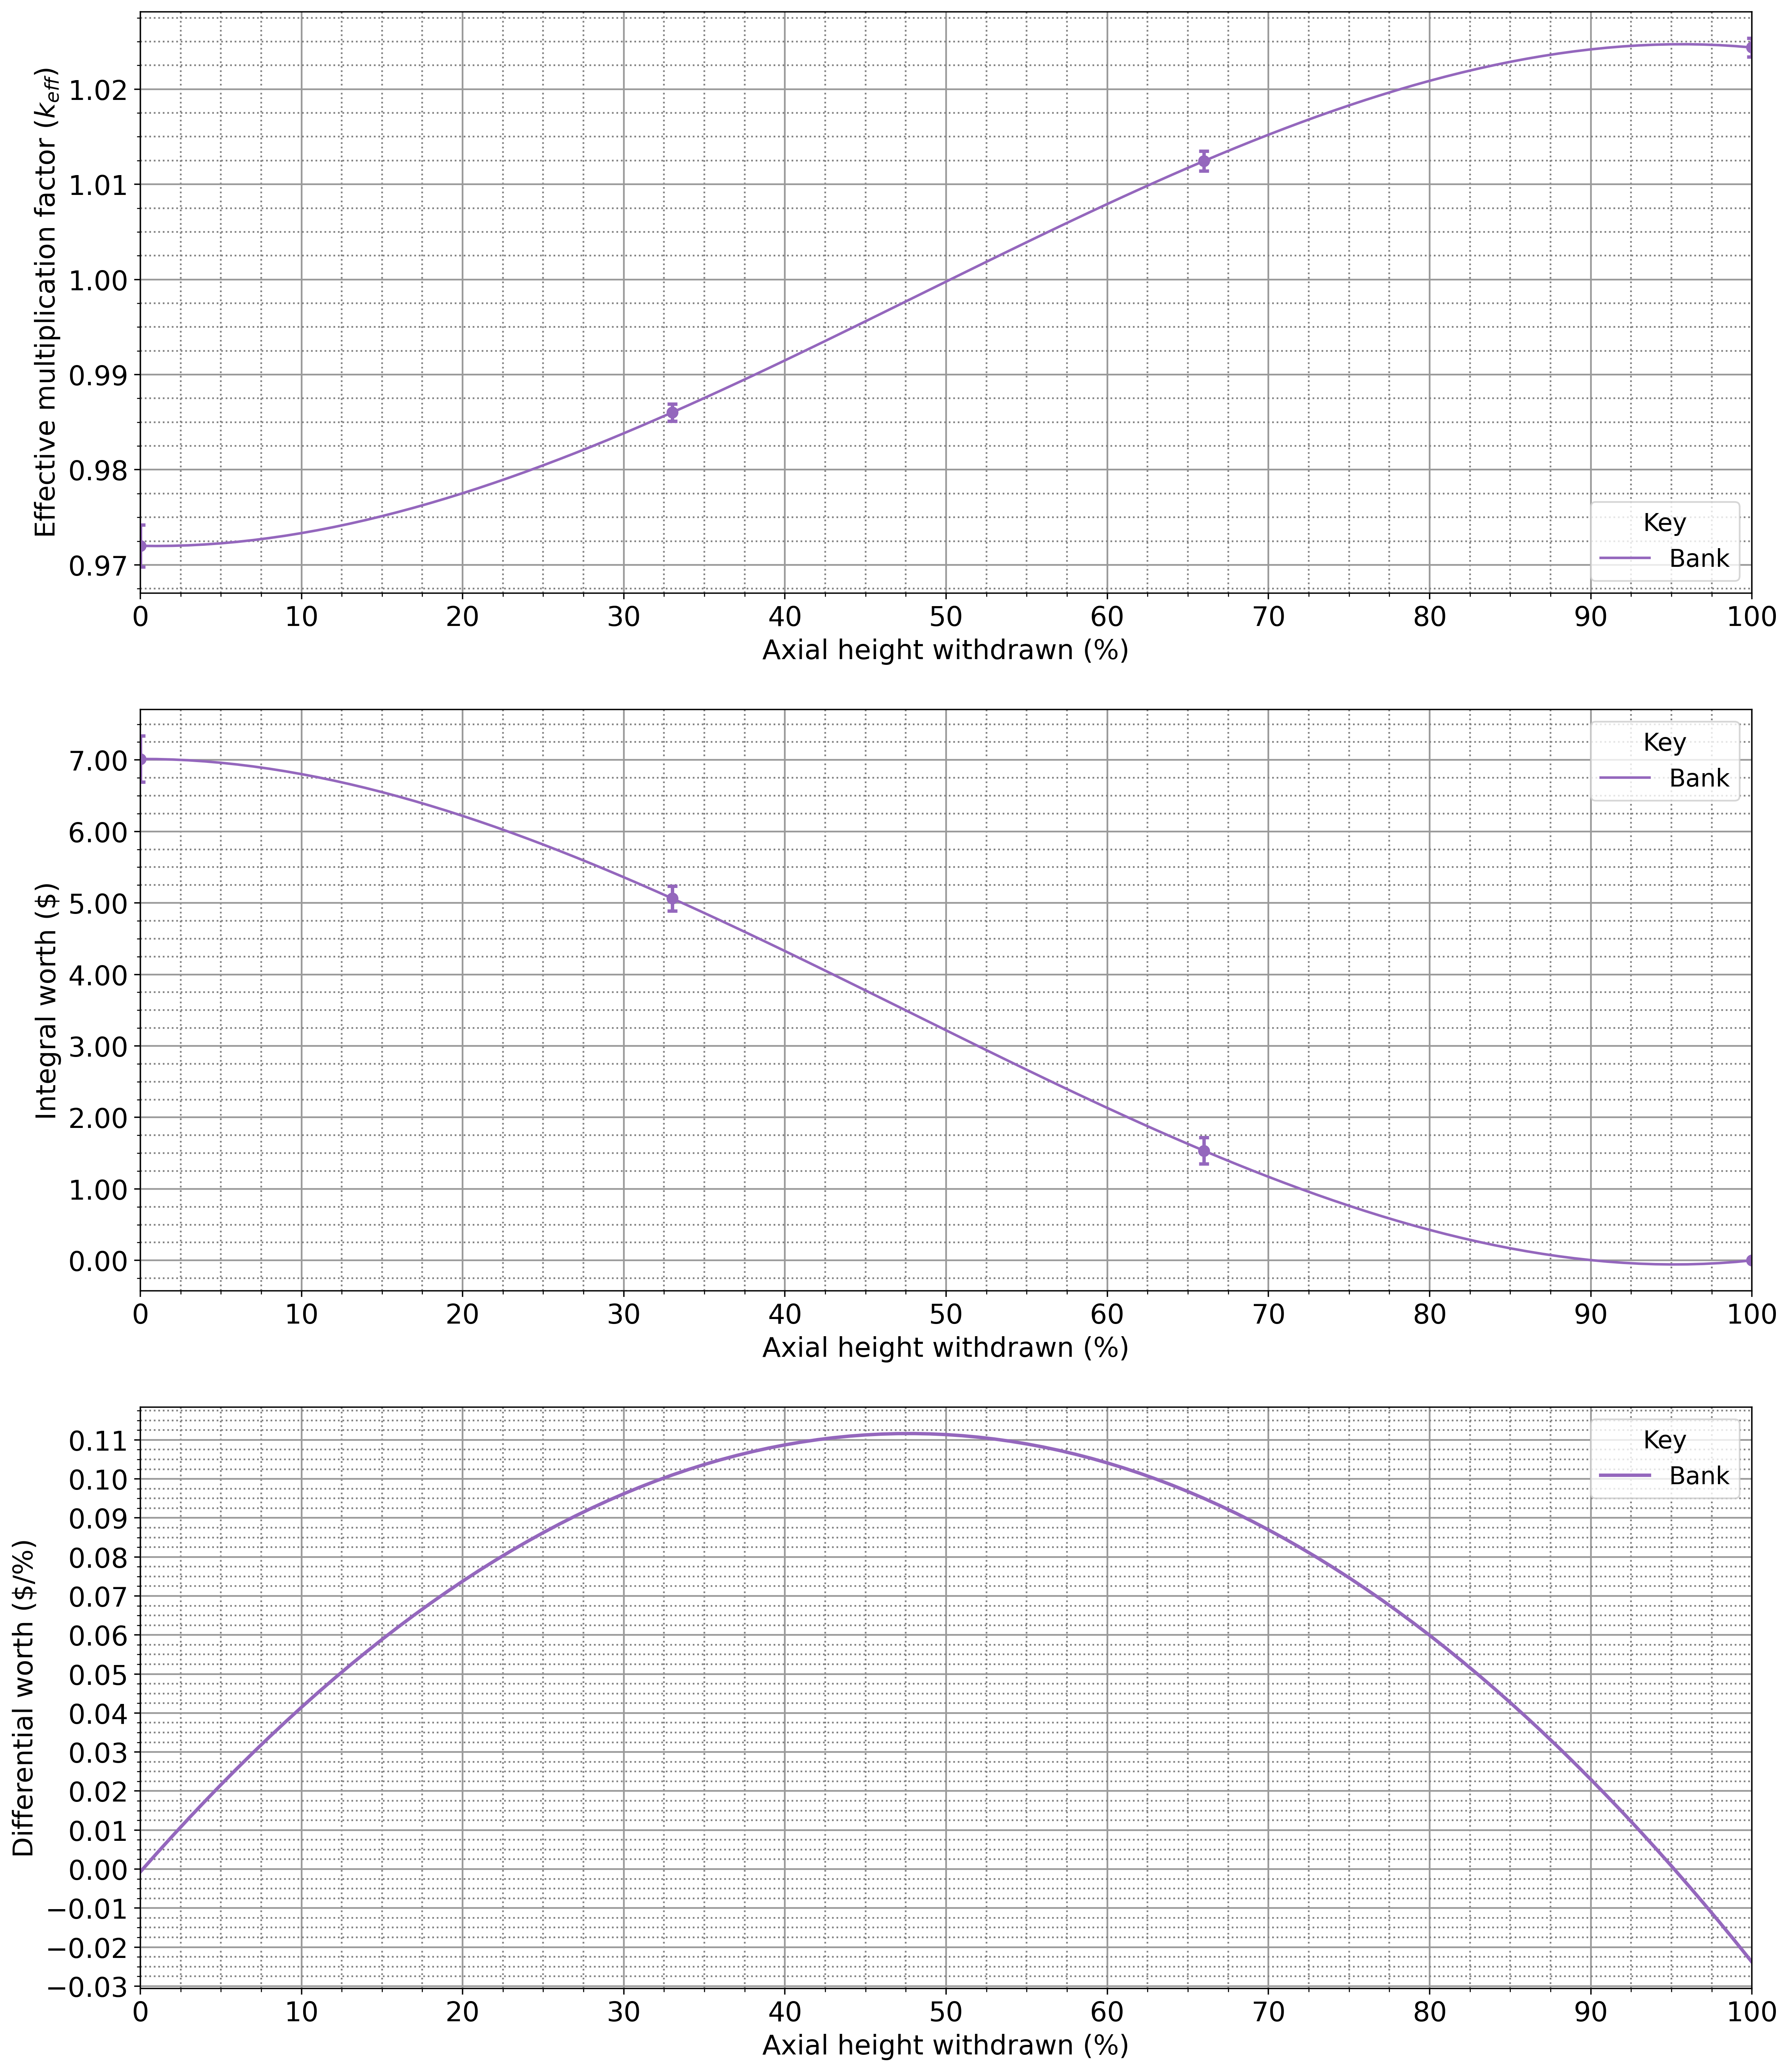 Effective multiplication factor (k_eff)
1.02
1.01
1.00
0.99
0.98
0.97
Key
Bank
0 10 20 30 40 50 60 70 80 90 100
Axial height withdrawn (%)
Integral worth ($)
7.00
6.00
5.00
4.00
3.00
2.00
1.00
0.00
Key
Bank
0 10 20 30 40 50 60 70 80 90 100
Axial height withdrawn (%)
Differential worth ($/%)
0.11
0.10
0.09
0.08
0.07
0.06
0.05
0.04
0.03
0.02
0.01
0.00
−0.01
−0.02
−0.03
Key
Bank
0 10 20 30 40 50 60 70 80 90 100
Axial height withdrawn (%)